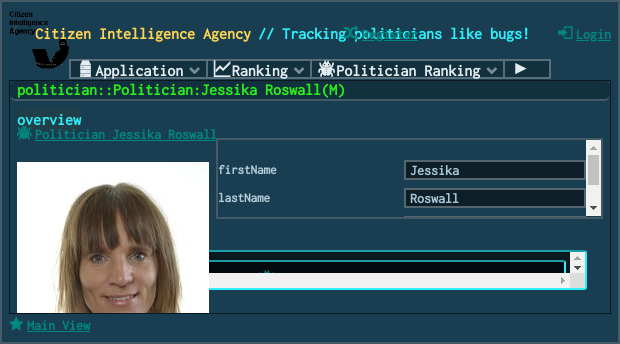 Citizen
Intelligence
Agency
Citizen Intelligence Agency // Tracking politicians like bugs!
Register
Login
Application
Ranking
Politician Ranking
politician::Politician:Jessika Roswall(M)
overview
Politician Jessika Roswall
firstName
Jessika
lastName
Roswall
Main View